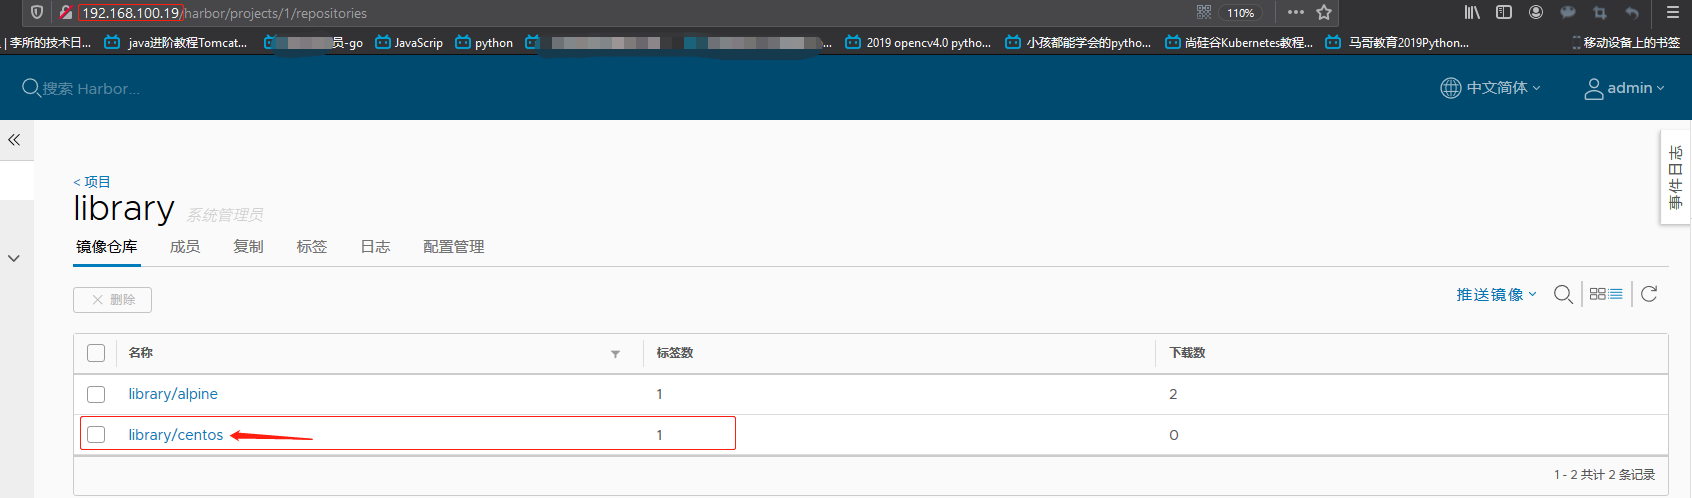 192.168.100.19/harbor/projects/1/repositories
110%
| 李所的技术日...
java进阶教程Tomcat...
员-go
JavaScrip
python
...
2019 opencv4.0 pytho...
小孩都能学会的pytho...
尚硅谷Kubernetes教程...
马哥教育2019Python...
移动设备上的书签
搜索 Harbor...
中文简体
admin
事件日志
< 项目
library 系统管理员
镜像仓库 成员 复制 标签 日志 配置管理
删除
推送镜像
名称 标签数 下载数
library/alpine 1 2
library/centos 1 0
1 - 2 共计 2 条记录